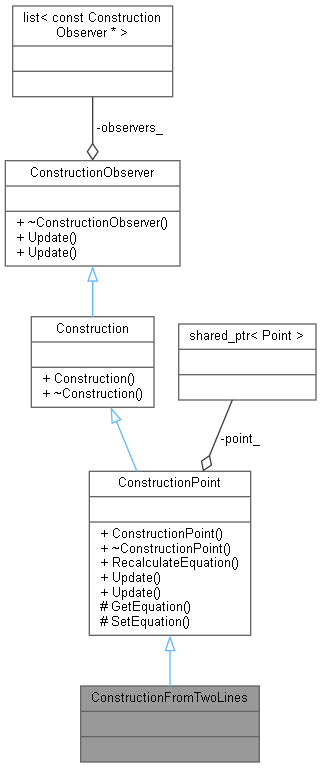 list< const Construction
Observer * >
-observers_
ConstructionObserver
+ ~ConstructionObserver()
+ Update()
+ Update()
Construction
+ Construction()
+ ~Construction()
shared_ptr< Point >
-point_
ConstructionPoint
+ ConstructionPoint()
+ ~ConstructionPoint()
+ RecalculateEquation()
+ Update()
+ Update()
# GetEquation()
# SetEquation()
ConstructionFromTwoLines